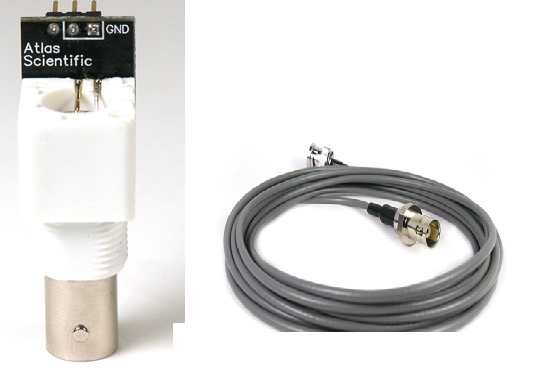 GND
Atlas
Scientific